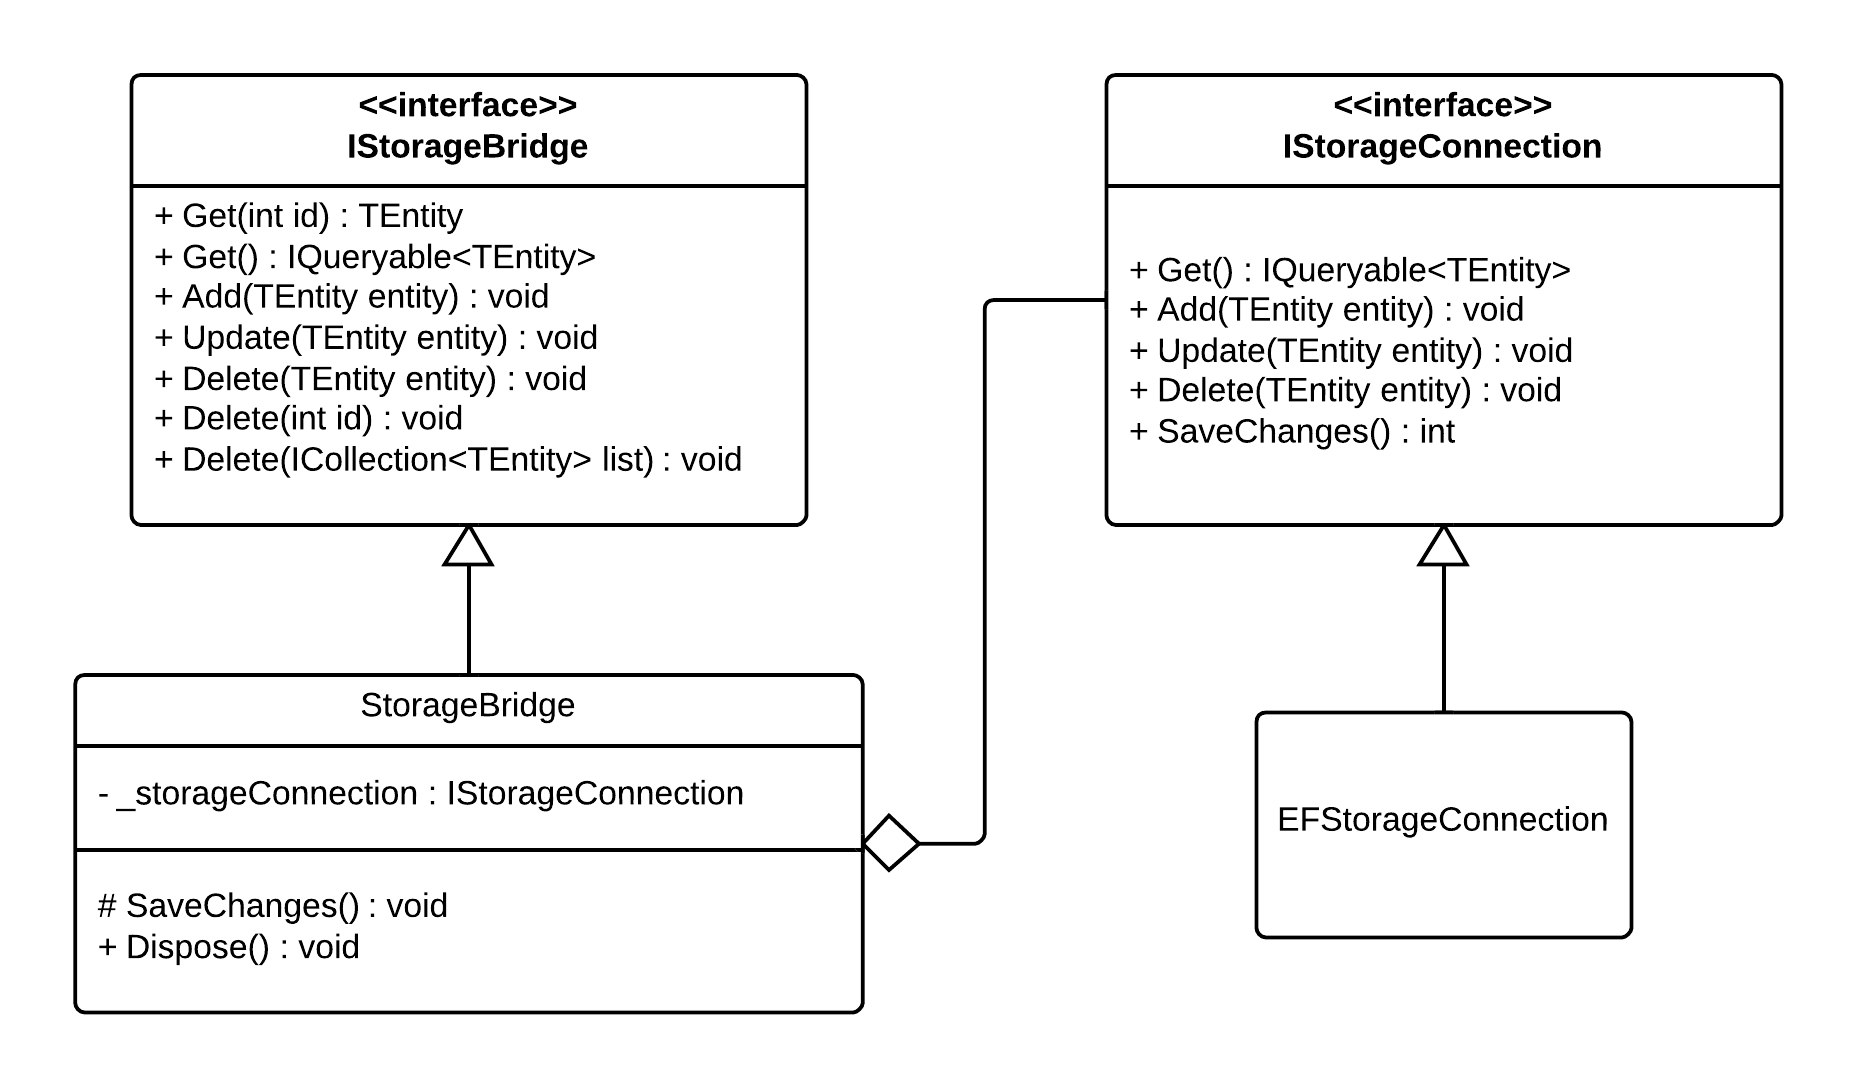 <<interface>>
IStorageBridge
+ Get(int id) : TEntity
+ Get() : IQueryable<TEntity>
+ Add(TEntity entity) : void
+ Update(TEntity entity) : void
+ Delete(TEntity entity) : void
+ Delete(int id) : void
+ Delete(ICollection<TEntity> list) : void
<<interface>>
IStorageConnection
+ Get() : IQueryable<TEntity>
+ Add(TEntity entity) : void
+ Update(TEntity entity) : void
+ Delete(TEntity entity) : void
+ SaveChanges() : int
StorageBridge
- _storageConnection : IStorageConnection
# SaveChanges() : void
+ Dispose() : void
EFStorageConnection